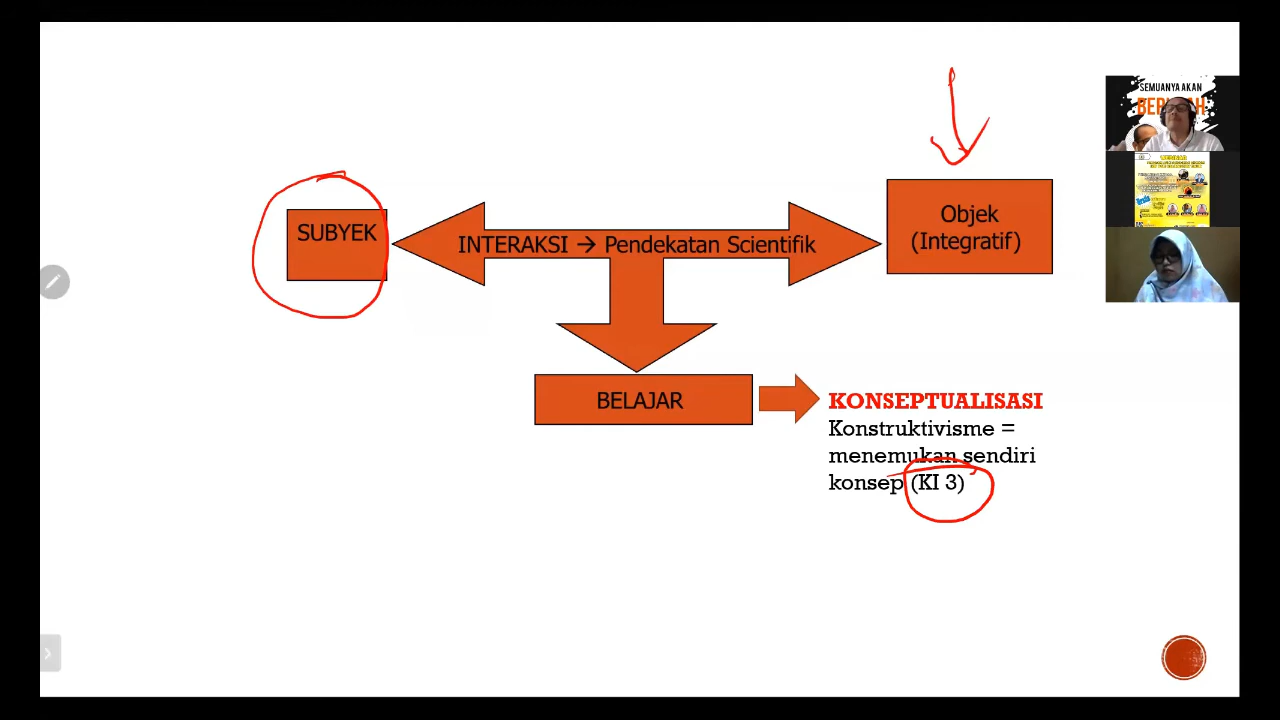 SEMUANYA AKAN
SUBYEK
INTERAKSI → Pendekatan Scientifik
Objek
(Integratif)
BELAJAR
KONSEPTUALISASI
Konstruktivisme =
menemukan sendiri
konsep (KI 3)